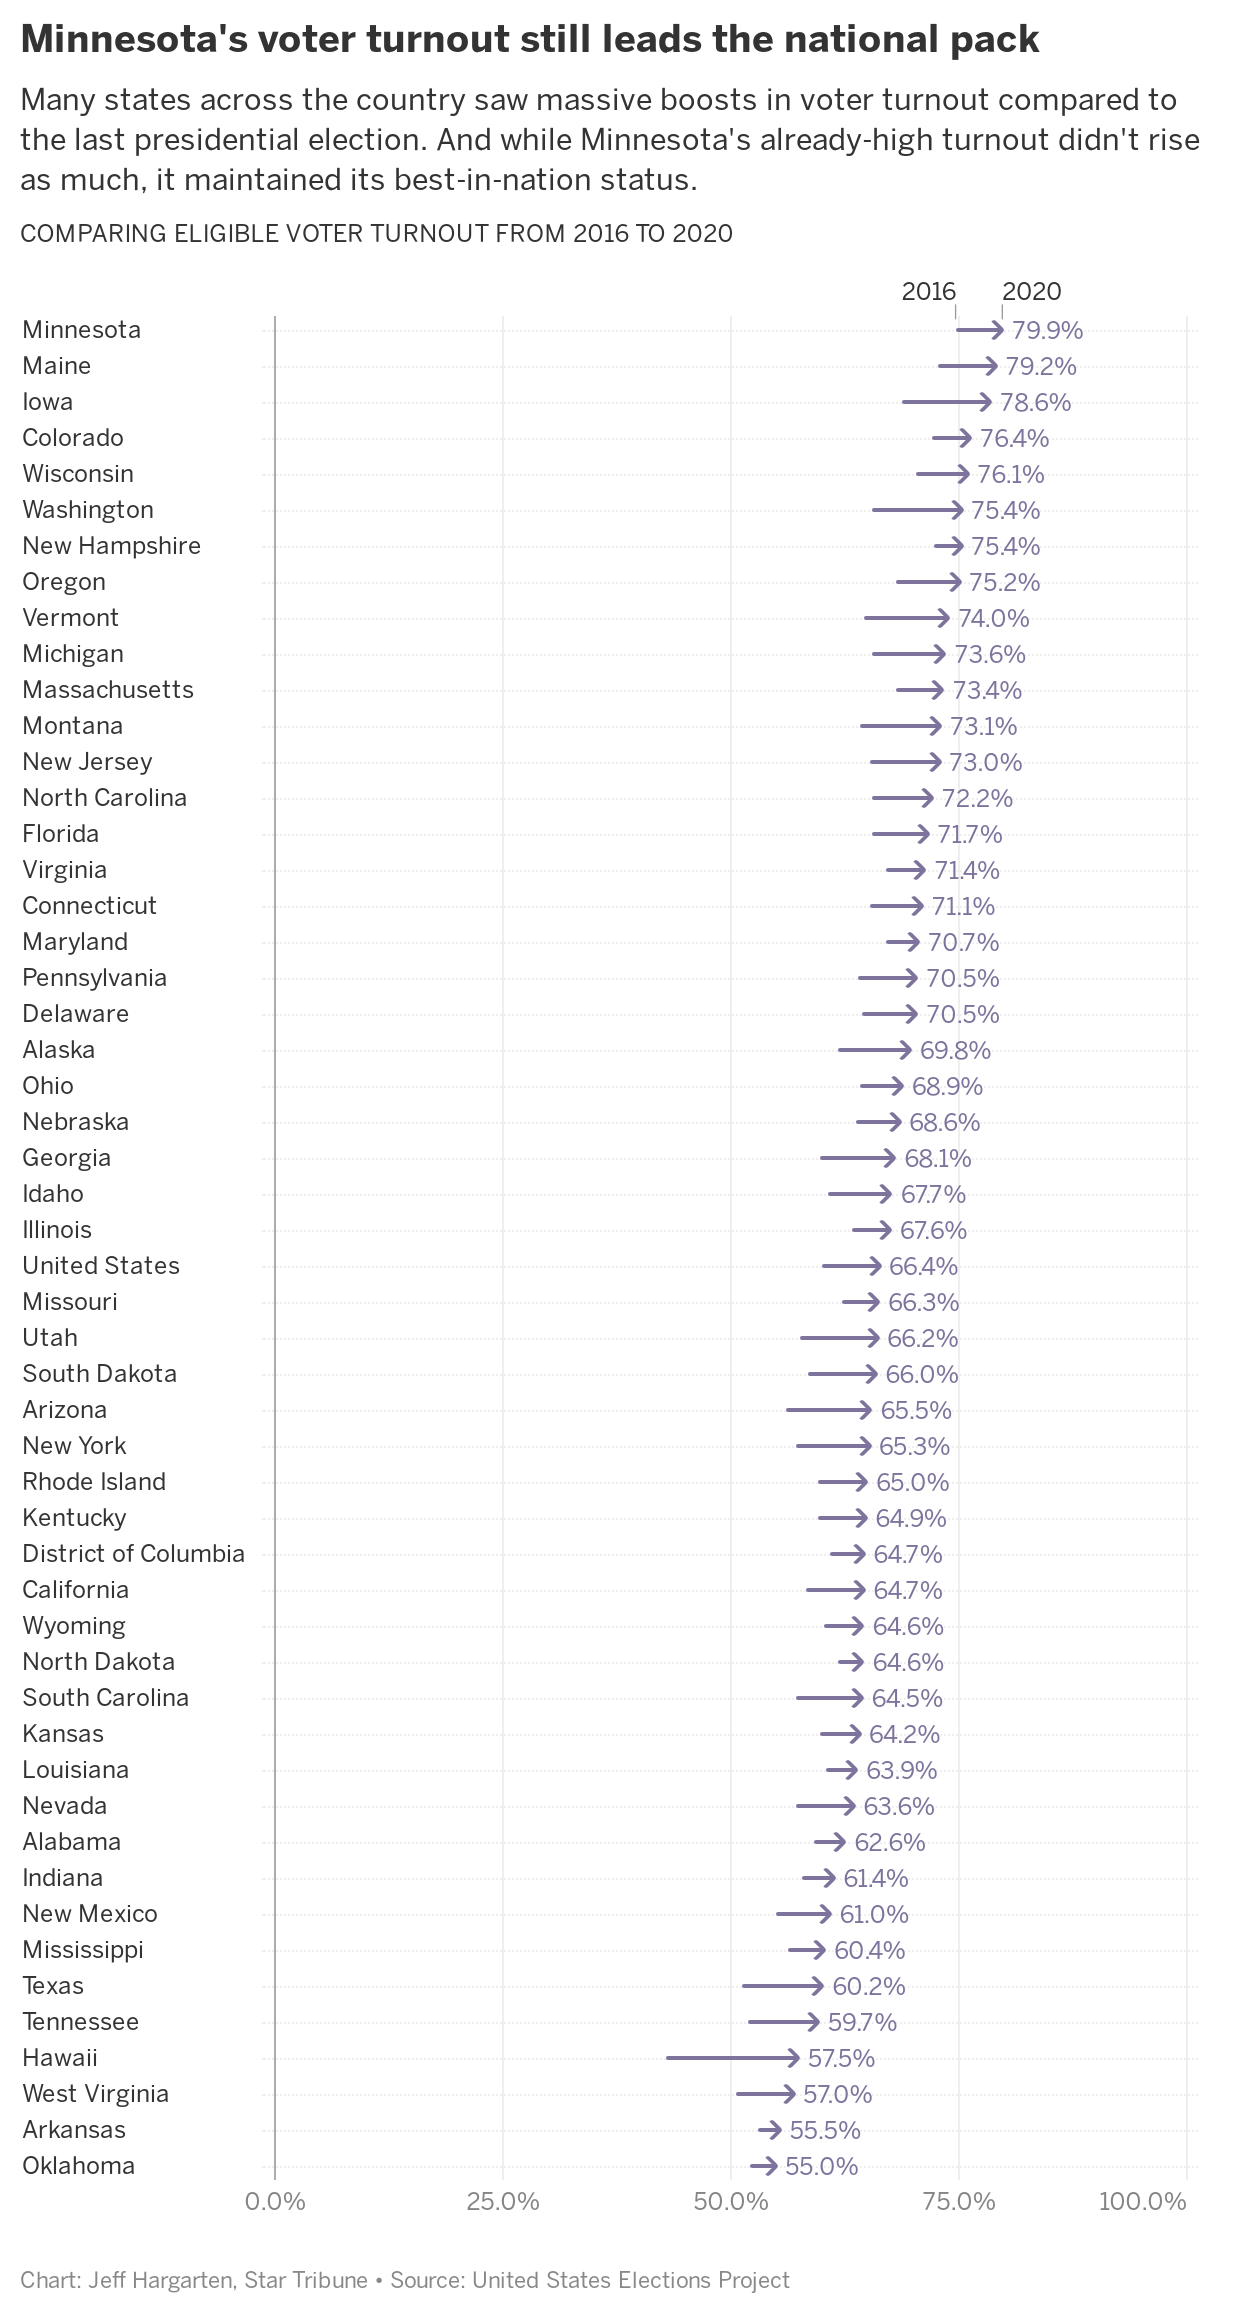 Minnesota's voter turnout still leads the national pack
Many states across the country saw massive boosts in voter turnout compared to
the last presidential election. And while Minnesota's already-high turnout didn't rise
as much, it maintained its best-in-nation status.
COMPARING ELIGIBLE VOTER TURNOUT FROM 2016 TO 2020
2016 2020
Minnesota 79.9%
Maine 79.2%
Iowa 78.6%
Colorado 76.4%
Wisconsin 76.1%
Washington 75.4%
New Hampshire 75.4%
Oregon 75.2%
Vermont 74.0%
Michigan 73.6%
Massachusetts 73.4%
Montana 73.1%
New Jersey 73.0%
North Carolina 72.2%
Florida 71.7%
Virginia 71.4%
Connecticut 71.1%
Maryland 70.7%
Pennsylvania 70.5%
Delaware 70.5%
Alaska 69.8%
Ohio 68.9%
Nebraska 68.6%
Georgia 68.1%
Idaho 67.7%
Illinois 67.6%
United States 66.4%
Missouri 66.3%
Utah 66.2%
South Dakota 66.0%
Arizona 65.5%
New York 65.3%
Rhode Island 65.0%
Kentucky 64.9%
District of Columbia 64.7%
California 64.7%
Wyoming 64.6%
North Dakota 64.6%
South Carolina 64.5%
Kansas 64.2%
Louisiana 63.9%
Nevada 63.6%
Alabama 62.6%
Indiana 61.4%
New Mexico 61.0%
Mississippi 60.4%
Texas 60.2%
Tennessee 59.7%
Hawaii 57.5%
West Virginia 57.0%
Arkansas 55.5%
Oklahoma 55.0%
0.0% 25.0% 50.0% 75.0% 100.0%
Chart: Jeff Hargarten, Star Tribune • Source: United States Elections Project